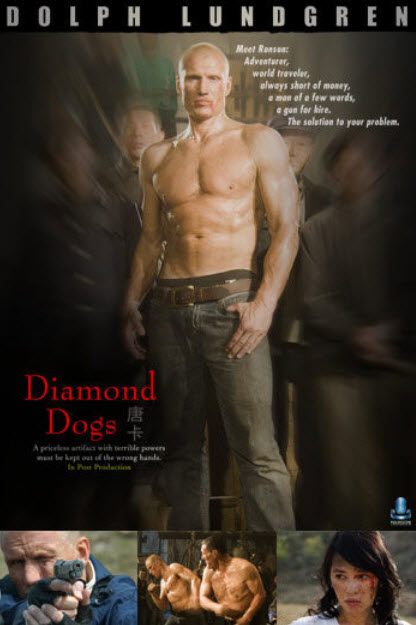 DOLPH LUNDGREN
Meet Ronson:
Adventurer,
world traveler,
always short of money,
a man of a few words,
a gun for hire.
The solution to your problem.
Diamond
Dogs
唐
卡
A priceless artifact with terrible powers
must be kept out of the wrong hands.
In Post Production